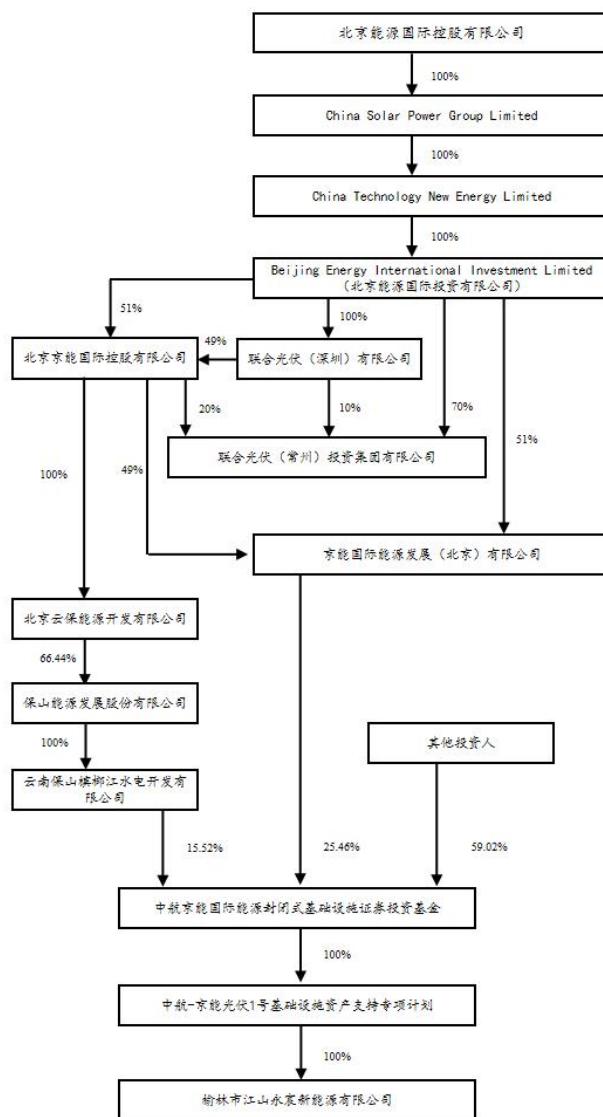 北京能源国际控股有限公司
100%
China Solar Power Group Limited
100%
China Technology New Energy Limited
100%
Beijing Energy International Investment Limited
(北京能源国际投资有限公司)
51%
100%
49%
北京京能国际控股有限公司
联合光伏（深圳）有限公司
20%
10%
70%
51%
联合光伏（常州）投资集团有限公司
100%
49%
京能国际能源发展（北京）有限公司
北京云保能源开发有限公司
66.44%
保山能源发展股份有限公司
100%
其他投资人
云南保山槟榔江水电开发有
限公司
15.52%
25.46%
59.02%
中航京能国际能源封闭式基础设施证券投资基金
100%
中航-京能光伏1号基础设施资产支持专项计划
100%
榆林市江山永宸新能源有限公司